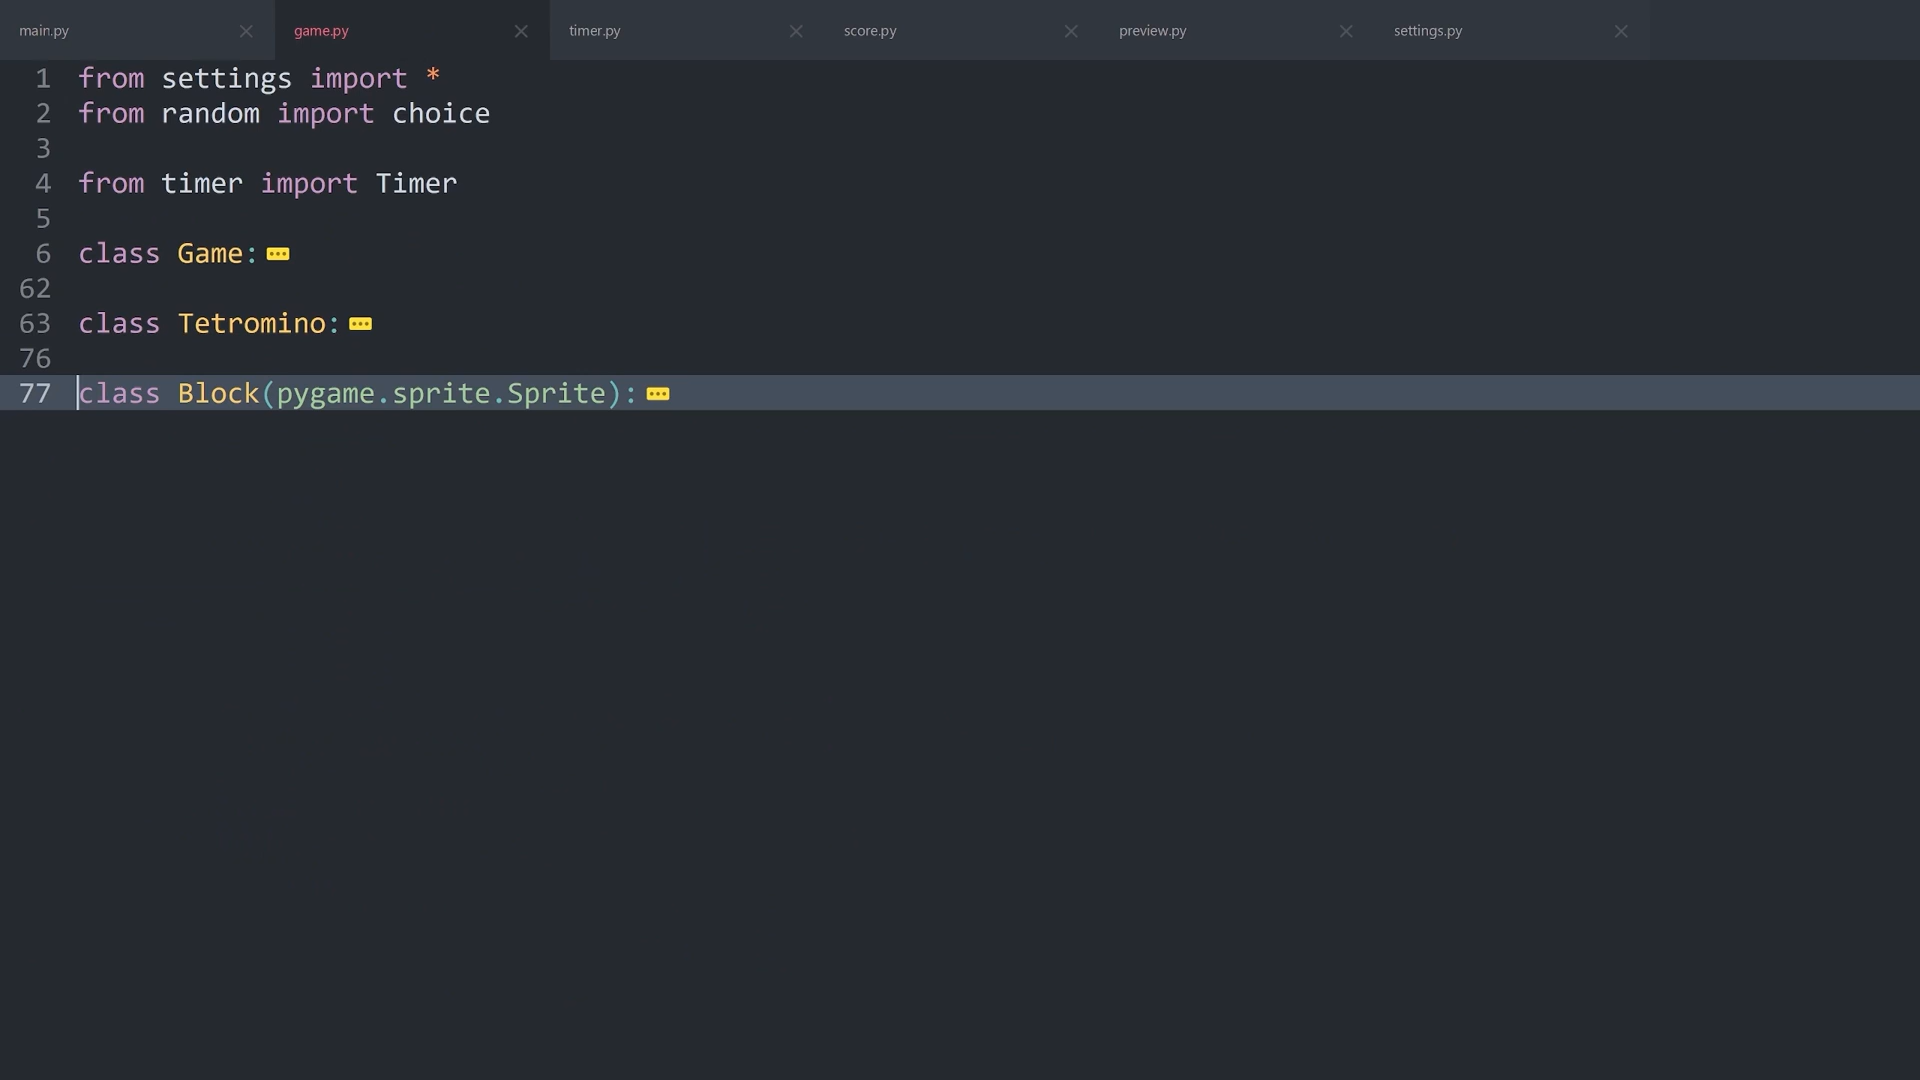 main.py game.py timer.py score.py preview.py settings.py
1 from settings import *
2 from random import choice
3
4 from timer import Timer
5
6 class Game:
62
63 class Tetromino:
76
77 class Block(pygame.sprite.Sprite):